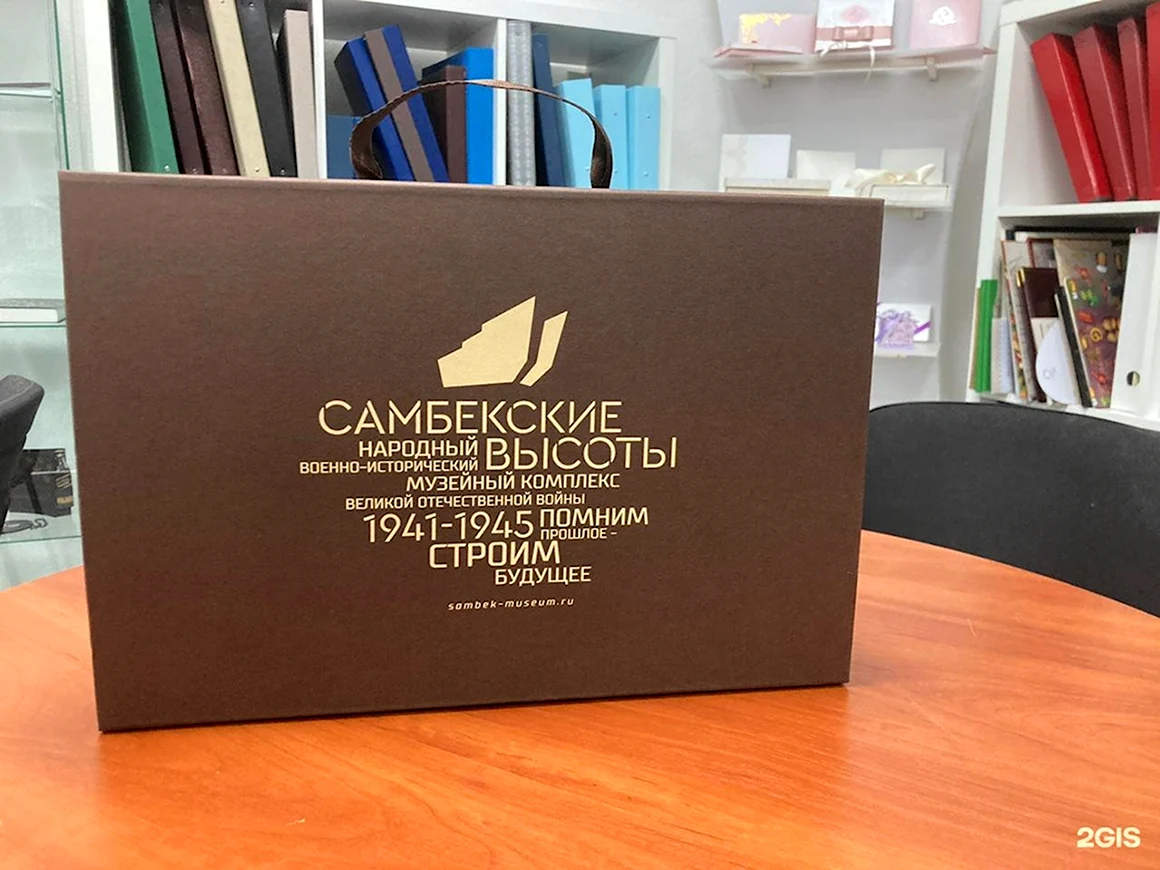 САМБЕКСКИЕ
НАРОДНЫЙ ВЫСОТЫ
ВОЕННО-ИСТОРИЧЕСКИЙ
МУЗЕЙНЫЙ КОМПЛЕКС
ВЕЛИКОЙ ОТЕЧЕСТВЕННОЙ ВОЙНЫ
1941-1945 ПОМНИМ
ПРОШЛОЕ -
СТРОИМ
БУДУЩЕЕ
sambek-museum.ru
2GIS